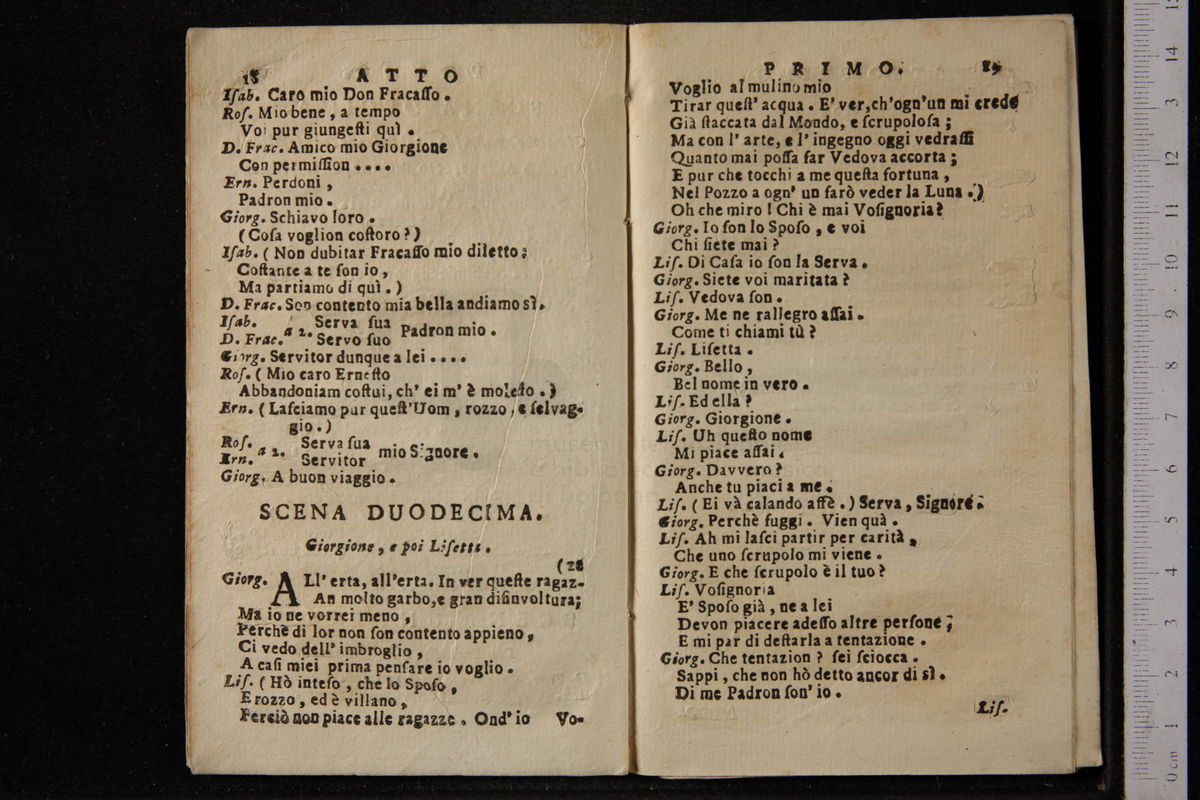 18 ATTO
Iſab. Caro mio Don Fracaſſo.
Roſ. Mio bene, a tempo
Voi pur giungeſti quì.
D. Frac. Amico mio Giorgione
Con permiſſion ....
Ern. Perdoni,
Padron mio.
Giorg. Schiavo loro.
(Coſa voglion coſtoro?)
Iſab. (Non dubitar Fracaſſo mio diletto;
Coſtante a te ſon io,
Ma partiamo di quì.)
D. Frac. Son contento mia bella andiamo sì.
Iſab. a 2. Serva ſua Padron mio.
D. Frac. Servo ſuo
Giorg. Servitor dunque a lei ....
Roſ. (Mio caro Erneſto
Abbandoniam coſtui, ch' ei m' è moleſto.)
Ern. (Laſciamo pur queſt'Uom, rozzo, e ſelvag-
gio.)
Roſ. a 2. Serva ſua mio Signore.
Ern. Servitor
Giorg. A buon viaggio.
SCENA DUODECIMA.
Giorgione, e poi Liſetta.
(za
Giorg. ALl' erta, all'erta. In ver queſte ragaz-
An molto garbo, e gran diſinvoltura;
Ma io ne vorrei meno,
Perchè di lor non ſon contento appieno,
Ci vedo dell' imbroglio,
A caſi miei prima penſare io voglio.
Liſ. (Hò inteſo, che lo Spoſo,
E rozzo, ed è villano,
Perciò non piace alle ragazze. Ond' io Vo-
PRIMO. 19
Voglio al mulino mio
Tirar queſt' acqua. E' ver, ch'ogn'un mi crede
Già ſtaccata dal Mondo, e ſcrupoloſa;
Ma con l' arte, e l' ingegno oggi vedraſſi
Quanto mai poſſa far Vedova accorta;
E pur che tocchi a me queſta fortuna,
Nel Pozzo a ogn' un farò veder la Luna.)
Oh che miro! Chi è mai Voſignoria?
Giorg. Io ſon lo Spoſo, e voi
Chi ſiete mai?
Liſ. Di Caſa io ſon la Serva.
Giorg. Siete voi maritata?
Liſ. Vedova ſon.
Giorg. Me ne rallegro aſſai.
Come ti chiami tù?
Liſ. Liſetta.
Giorg. Bello,
Bel nome in vero.
Liſ. Ed ella?
Giorg. Giorgione.
Liſ. Uh queſto nome
Mi piace aſſai.
Giorg. Davvero?
Anche tu piaci a me.
Liſ. (Ei và calando affè.) Serva, Signore.
Giorg. Perchè fuggi. Vien quà.
Liſ. Ah mi laſci partir per carità,
Che uno ſcrupolo mi viene.
Giorg. E che ſcrupolo è il tuo?
Liſ. Voſignoria
E' Spoſo già, ne a lei
Devon piacere adeſſo altre perſone;
E mi par di deſtarla a tentazione.
Giorg. Che tentazion? ſei ſciocca.
Sappi, che non hò detto ancor di sì.
Di me Padron ſon' io.
Liſ.